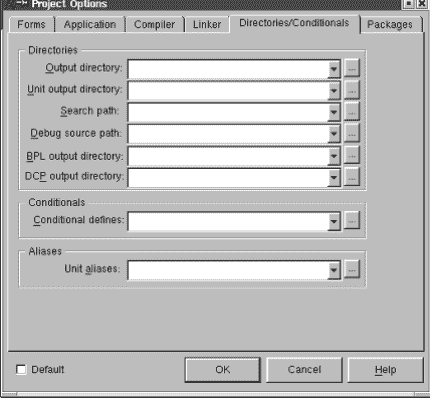 Project Options
Forms Application Compiler Linker Directories/Conditionals Packages
Directories
Output directory:
Unit output directory:
Search path:
Debug source path:
BPL output directory:
DCP output directory:
Conditionals
Conditional defines:
Aliases
Unit aliases:
Default OK Cancel Help